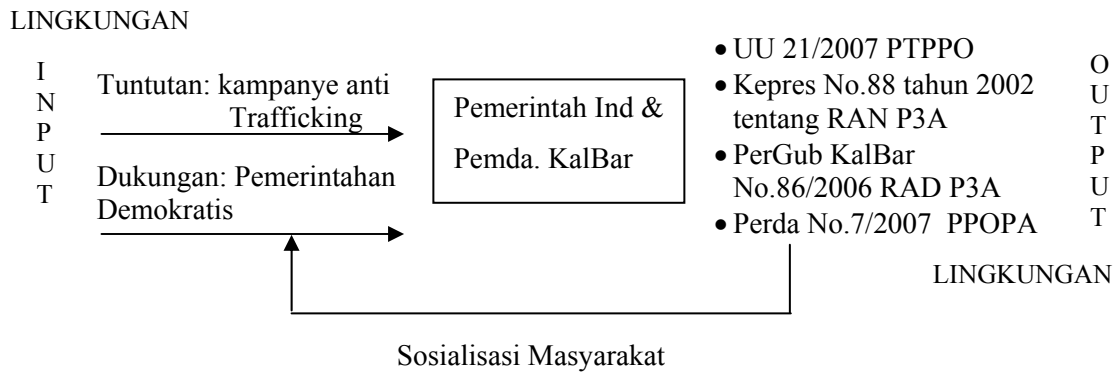 LINGKUNGAN
INPUT
Tuntutan: kampanye anti
Trafficking
Dukungan: Pemerintahan
Demokratis
Pemerintah Ind &
Pemda. KalBar
• UU 21/2007 PTPPO
• Kepres No.88 tahun 2002
tentang RAN P3A
• PerGub KalBar
No.86/2006 RAD P3A
• Perda No.7/2007 PPOPA
OUTPUT
LINGKUNGAN
Sosialisasi Masyarakat